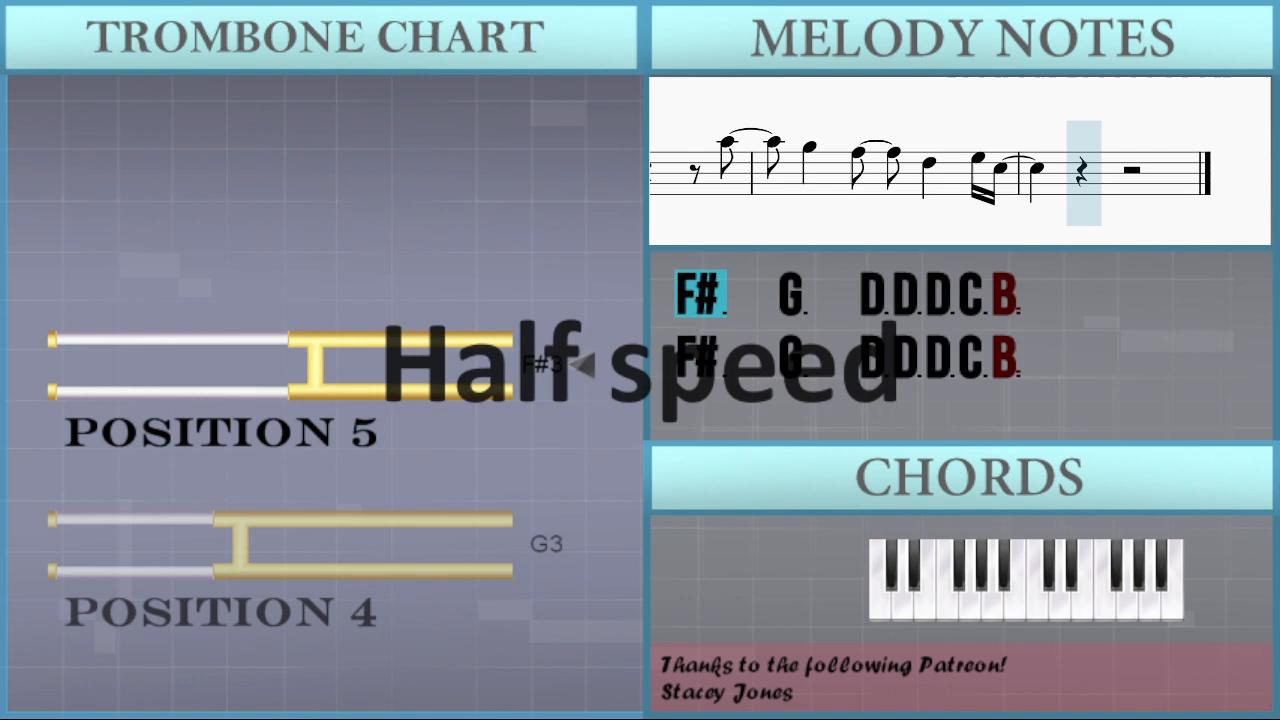 TROMBONE CHART
MELODY NOTES
F#. G. D.D.D.C.B.
F#. G. D.D.D.C.B.
Half speed
F#3
POSITION 5
CHORDS
G3
POSITION 4
Thanks to the following Patreon!
Stacey Jones